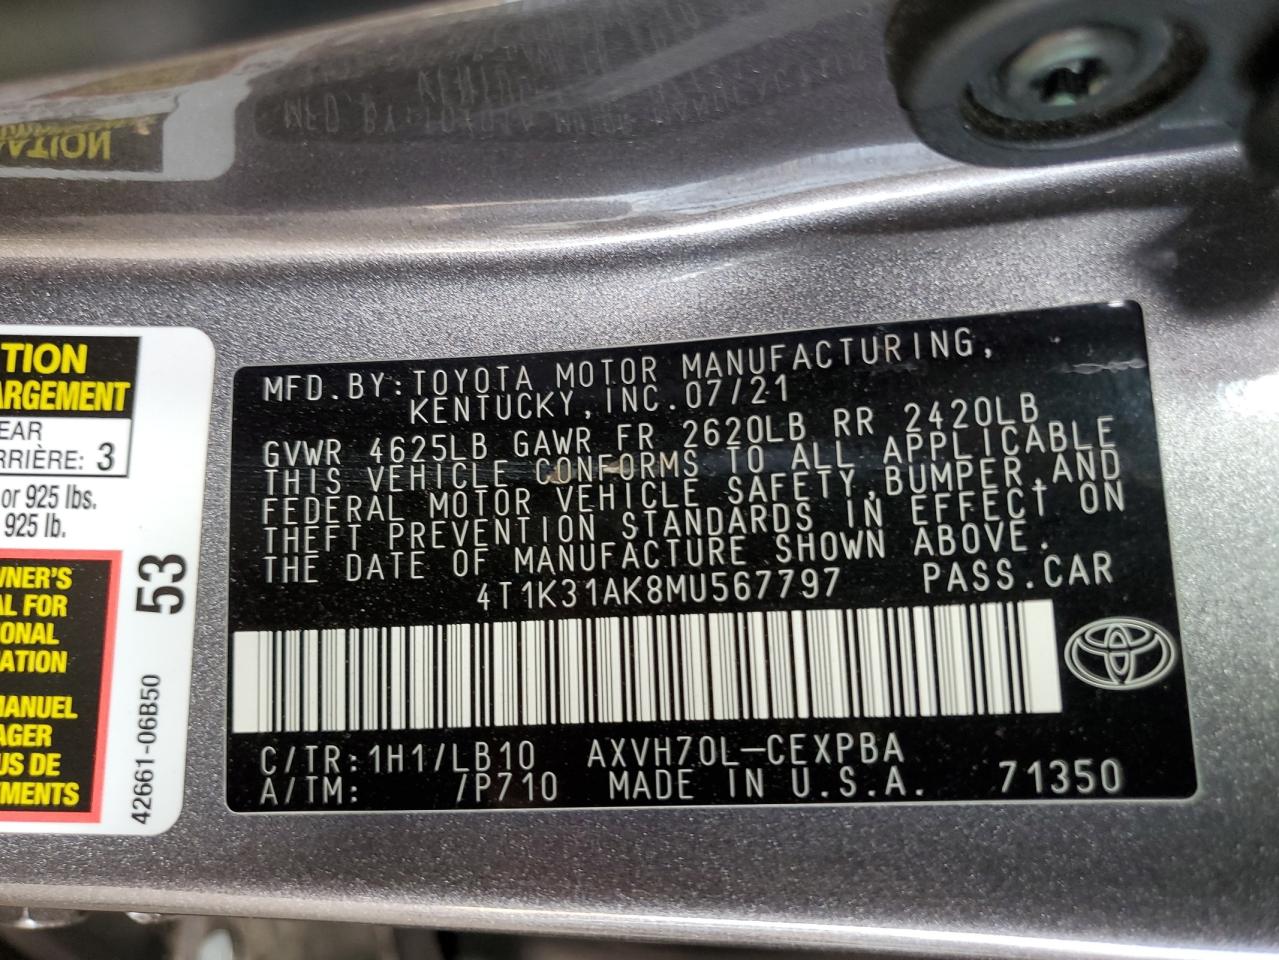 TION
ARGEMENT
EAR
RRIÈRE: 3
or 925 lbs.
925 lb.
WNER'S
AL FOR
IONAL
ATION
MANUEL
AGER
US DE
MENTS
53
42661-06B50
MFD.BY:TOYOTA MOTOR MANUFACTURING,
KENTUCKY,INC.07/21
GVWR 4625LB GAWR FR 2620LB RR 2420LB
THIS VEHICLE CONFORMS TO ALL APPLICABLE
FEDERAL MOTOR VEHICLE SAFETY,BUMPER,AND
THEFT PREVENTION STANDARDS IN EFFECT ON
THE DATE OF MANUFACTURE SHOWN ABOVE.
4T1K31AK8MU567797 PASS.CAR
C/TR:1H1/LB10 AXVH70L-CEXPBA
A/TM: /P710 MADE IN U.S.A. 71350